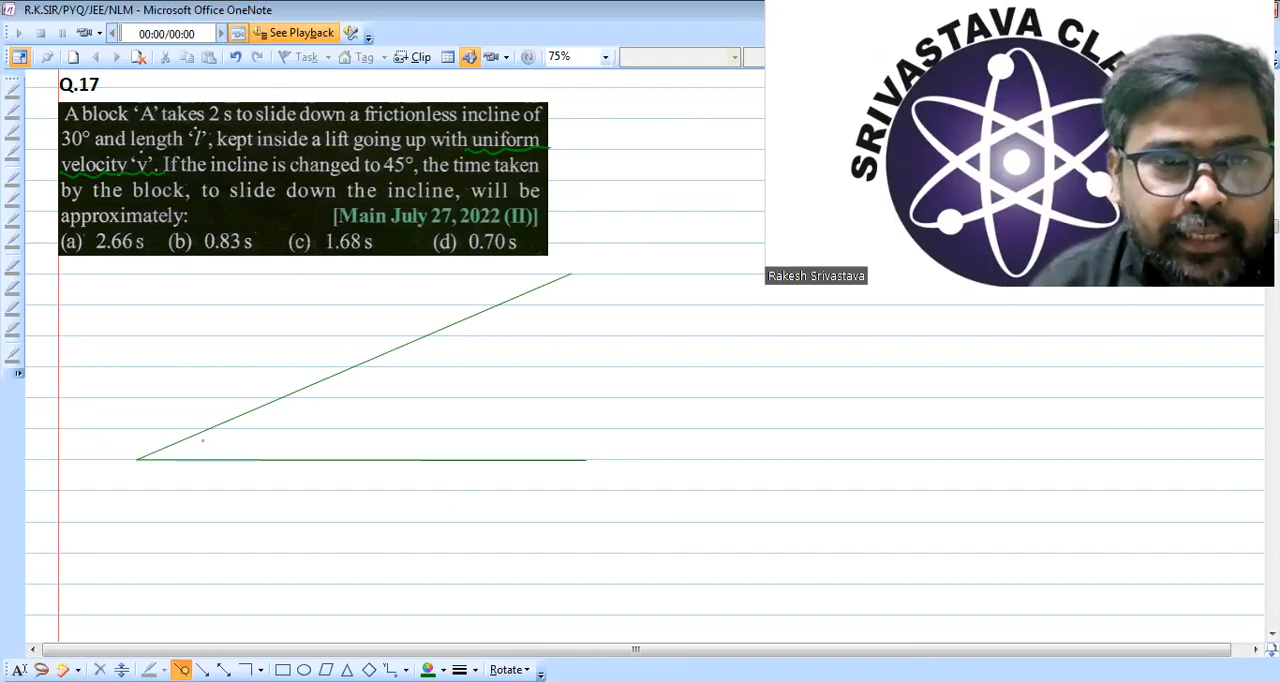 R.K.SIR/PYQ/JEE/NLM - Microsoft Office OneNote
00:00/00:00
See Playback
Task
Tag
Clip
75%
Q.17
A block ‘A’ takes 2 s to slide down a frictionless incline of
30° and length ‘l’, kept inside a lift going up with uniform
velocity ‘v’. If the incline is changed to 45°, the time taken
by the block, to slide down the incline, will be
approximately: [Main July 27, 2022 (II)]
(a) 2.66 s (b) 0.83 s (c) 1.68 s (d) 0.70 s
SRIVASTAVA CLA
Rakesh Srivastava
Rotate